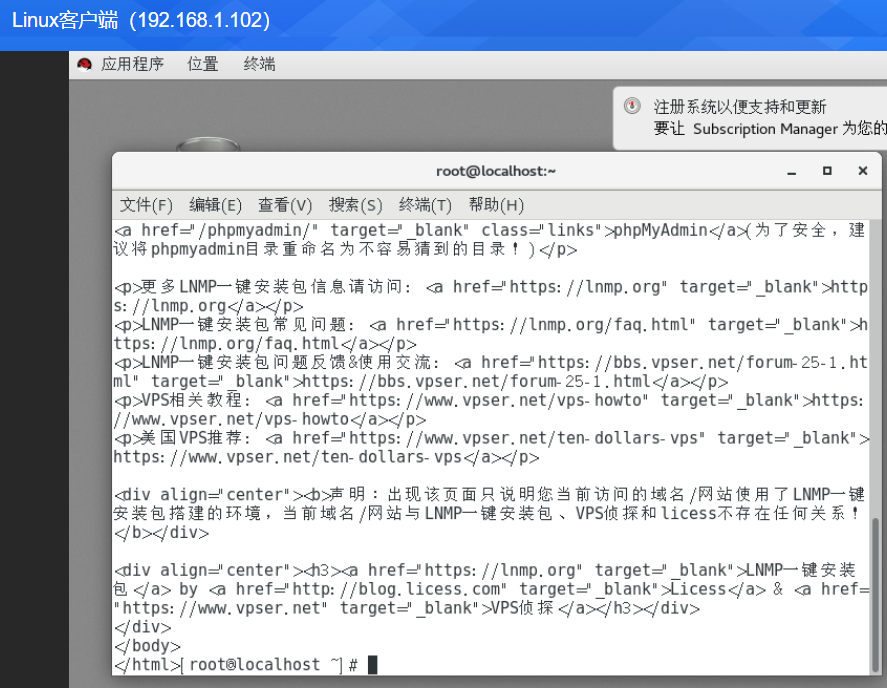 Linux客户端（192.168.1.102）
应用程序 位置 终端
注册系统以便支持和更新
要让 Subscription Manager 为您的
root@localhost:~
文件(F) 编辑(E) 查看(V) 搜索(S) 终端(T) 帮助(H)
<a href="/phpmyadmin/" target="_blank" class="links">phpMyAdmin</a>(为了安全，建
议将phpmyadmin目录重命名为不容易猜到的目录！)</p>
<p>更多LNMP一键安装包信息请访问： <a href="https://lnmp.org" target="_blank">http
s://lnmp.org</a></p>
<p>LNMP一键安装包常见问题： <a href="https://lnmp.org/faq.html" target="_blank">h
ttps://lnmp.org/faq.html</a></p>
<p>LNMP一键安装包问题反馈&使用交流： <a href="https://bbs.vpser.net/forum-25-1.ht
ml" target="_blank">https://bbs.vpser.net/forum-25-1.html</a></p>
<p>VPS相关教程： <a href="https://www.vpser.net/vps-howto" target="_blank">https:
//www.vpser.net/vps-howto</a></p>
<p>美国VPS推荐： <a href="https://www.vpser.net/ten-dollars-vps" target="_blank">
https://www.vpser.net/ten-dollars-vps</a></p>
<div align="center"><b>声明：出现该页面只说明您当前访问的域名/网站使用了LNMP一键
安装包搭建的环境，当前域名/网站与LNMP一键安装包、VPS侦探和licess不存在任何关系！
</b></div>
<div align="center"><h3><a href="https://lnmp.org" target="_blank">LNMP一键安装
包</a> by <a href="http://blog.licess.com" target="_blank">Licess</a> & <a href=
"https://www.vpser.net" target="_blank">VPS侦探</a></h3></div>
</div>
</body>
</html>[root@localhost ~]#